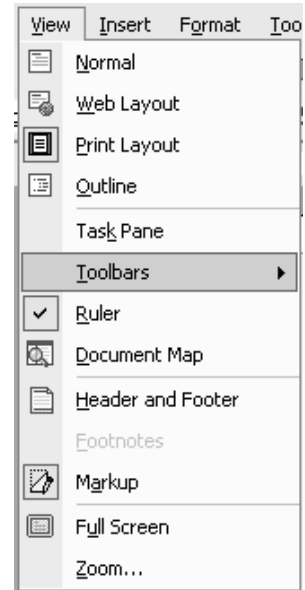 View Insert Format Too
Normal
Web Layout
Print Layout
Outline
Task Pane
Toolbars
Ruler
Document Map
Header and Footer
Footnotes
Markup
Full Screen
Zoom...